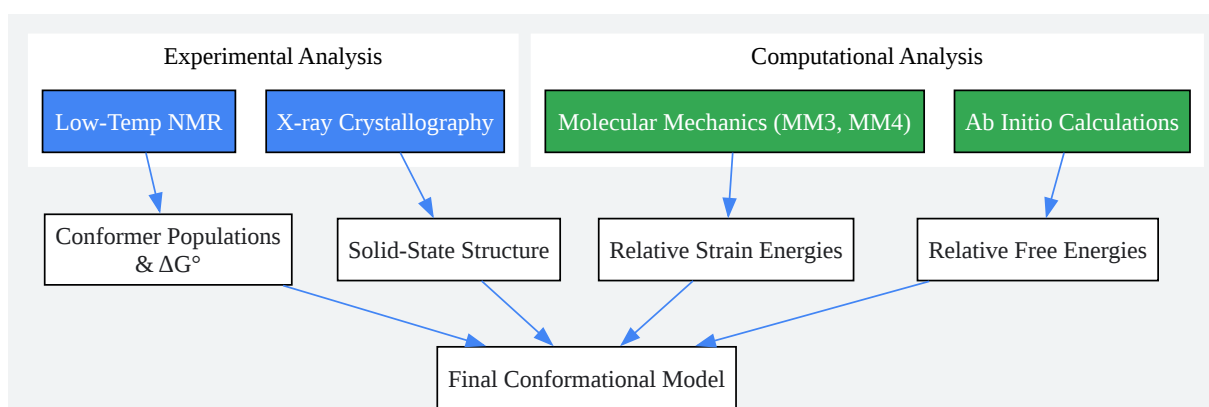 Experimental Analysis
Computational Analysis
Low-Temp NMR
X-ray Crystallography
Molecular Mechanics (MM3, MM4)
Ab Initio Calculations
Conformer Populations
& ΔG°
Solid-State Structure
Relative Strain Energies
Relative Free Energies
Final Conformational Model